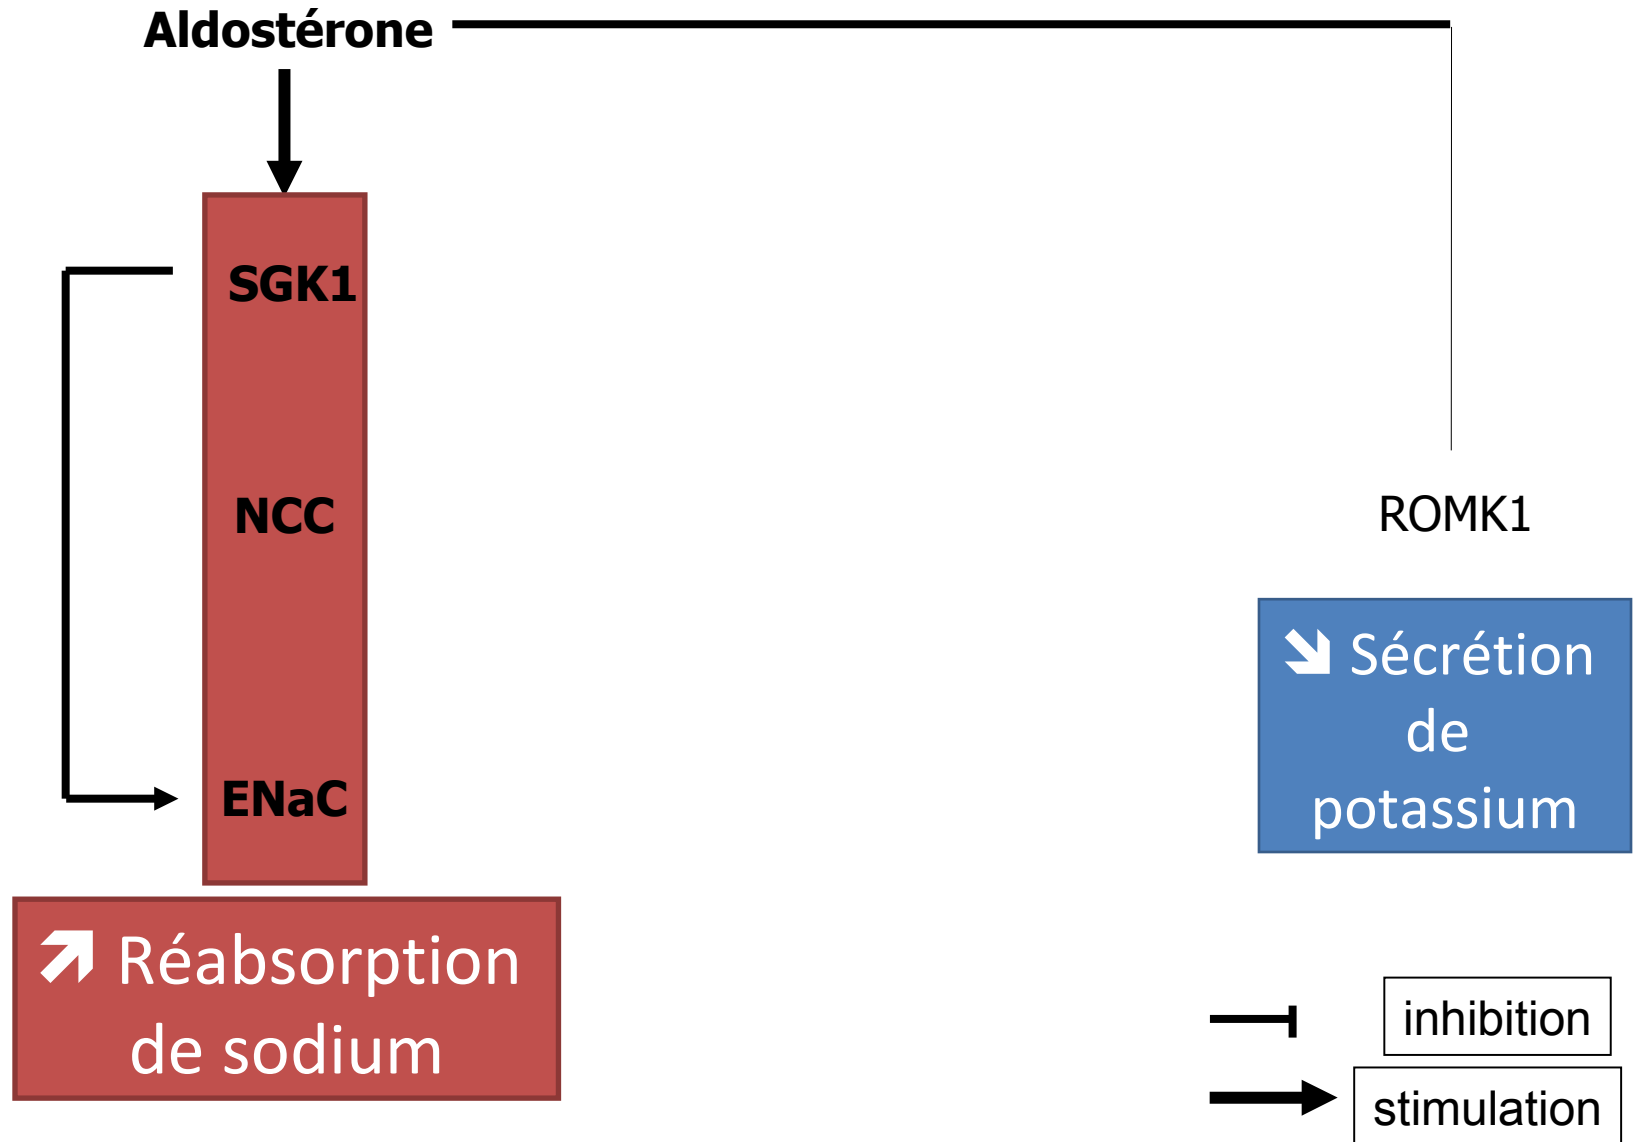 Aldostérone
SGK1
NCC
ENaC
Réabsorption
de sodium
ROMK1
Sécrétion
de
potassium
inhibition
stimulation